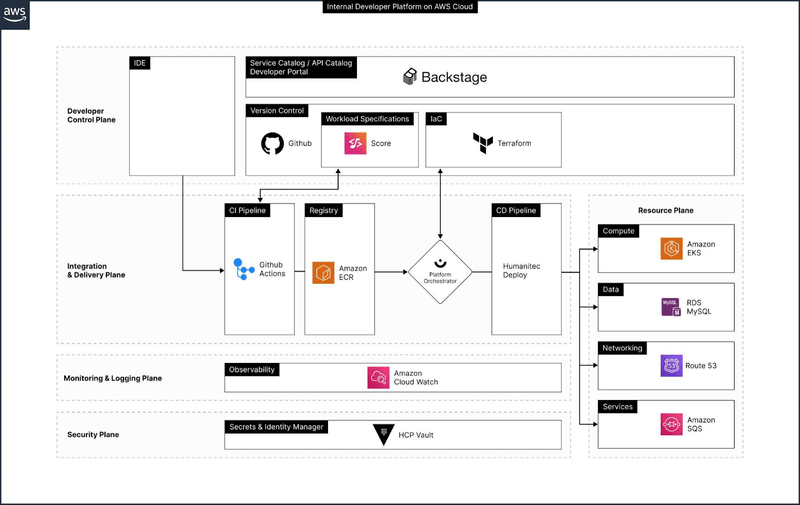 aws
Internal Developer Platform on AWS Cloud
Developer
Control Plane
IDE
Service Catalog / API Catalog
Developer Portal
Backstage
Version Control
Github
Workload Specifications
Score
IaC
Terraform
Integration
& Delivery Plane
CI Pipeline
Github
Actions
Registry
Amazon
ECR
Platform
Orchestrator
CD Pipeline
Humanitec
Deploy
Resource Plane
Compute
Amazon
EKS
Data
MySQL
RDS
MySQL
Networking
53
Route 53
Services
Amazon
SQS
Monitoring & Logging Plane
Observability
Amazon
Cloud Watch
Security Plane
Secrets & Identity Manager
HCP Vault